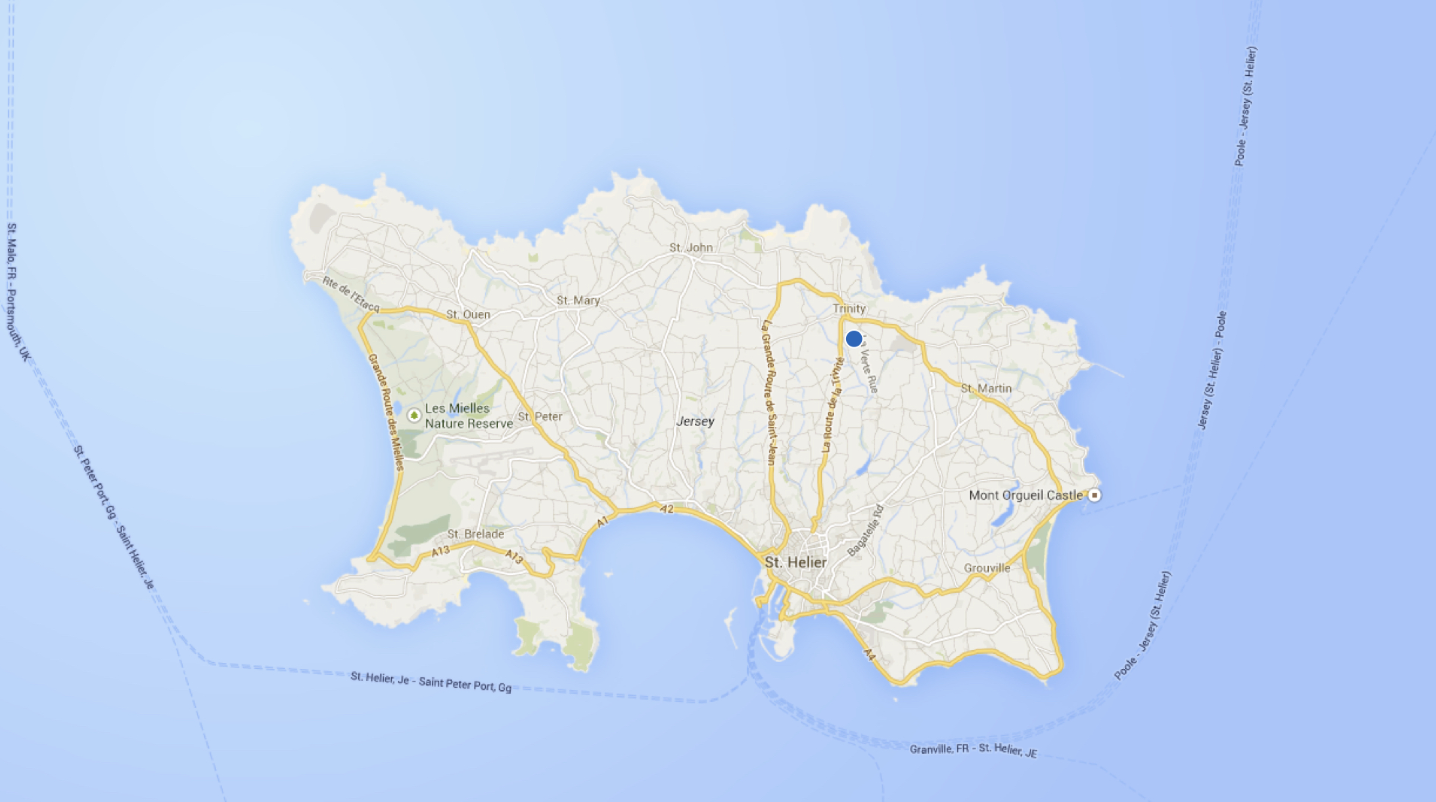 Poole - Jersey (St. Helier)
St. Malo, FR - Portsmouth, UK
St. John
Rte de l'Etacq
St. Mary
St. Ouen
Trinity
Jersey (St. Helier) - Poole
La Grande Route de Saint-Jean
La Route de la Trinité
Verte Rue
Grande Route des Mielles
St. Martin
Les Mielles
Nature Reserve
St. Peter
Jersey
St. Peter Port, Gg - Saint Helier, Je
Mont Orgueil Castle
A1
A2
Bagatelle Rd
St. Brelade
A13
A13
St. Helier
Grouville
Poole - Jersey (St. Helier)
A4
St. Helier, Je - Saint Peter Port, Gg
Granville, FR - St. Helier, JE